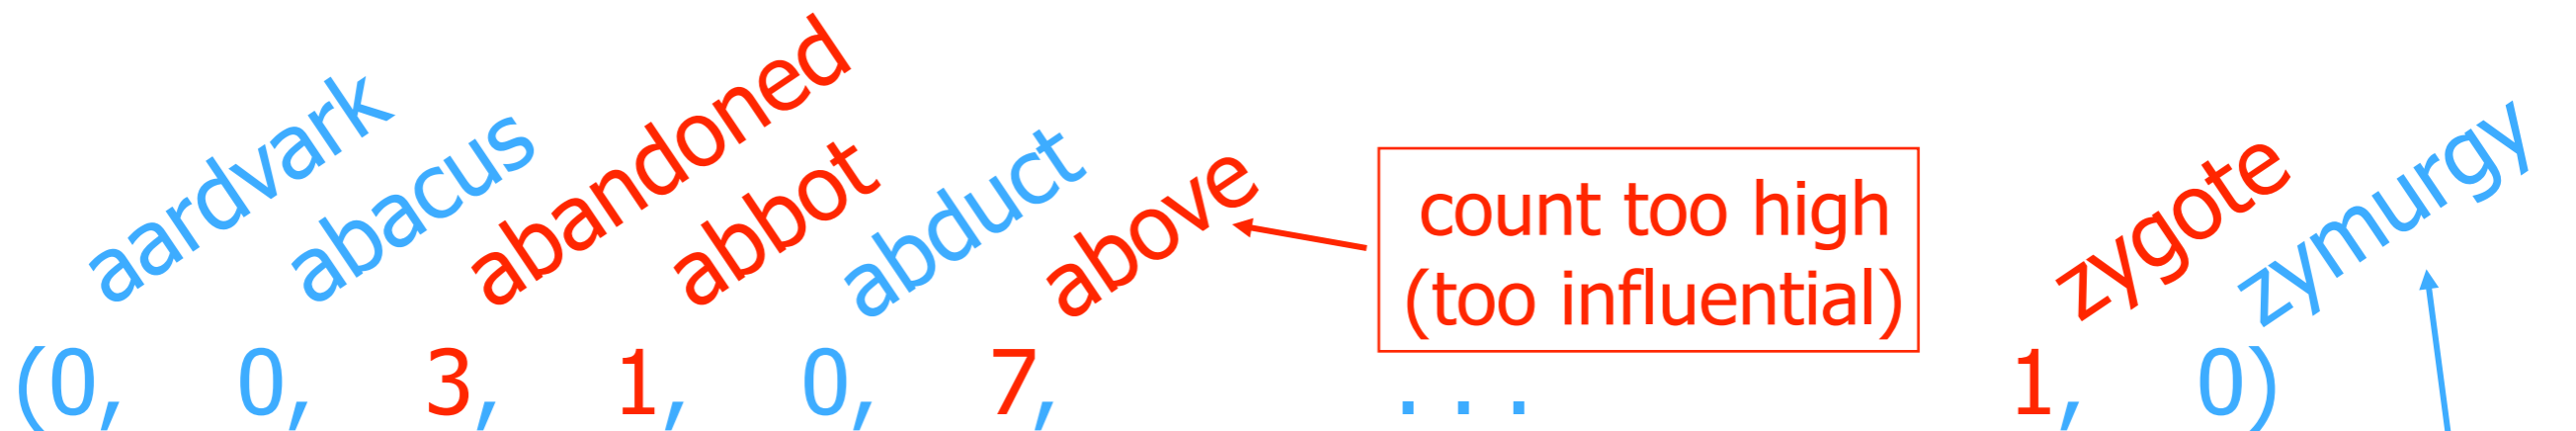 aardvark
abacus
abandoned
abbot
abduct
above
count too high
(too influential)
zygote
zymurgy
(0, 0, 3, 1, 0, 7, . . . 1, 0)